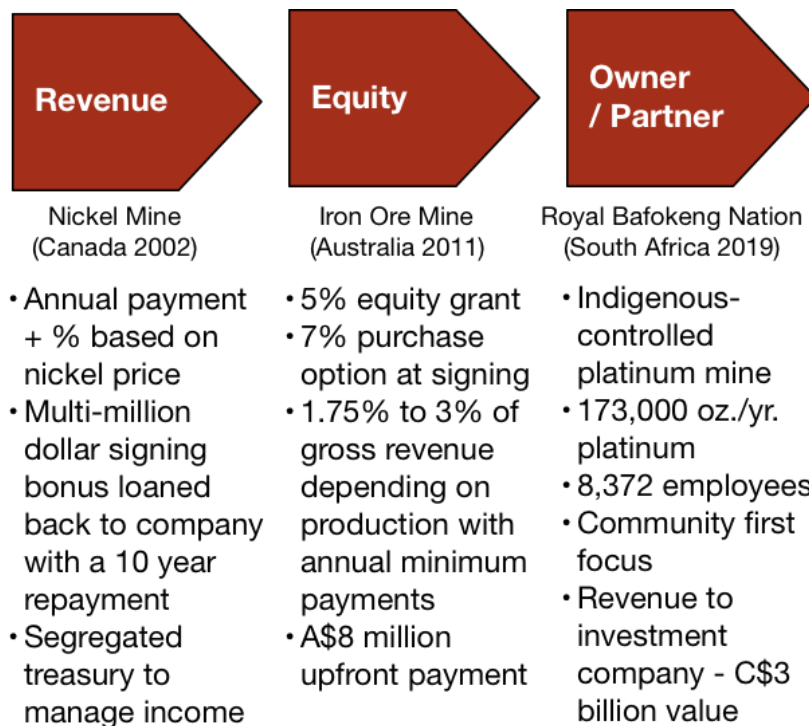 Revenue
Nickel Mine
(Canada 2002)
• Annual payment
+ % based on
nickel price
• Multi-million
dollar signing
bonus loaned
back to company
with a 10 year
repayment
• Segregated
treasury to
manage income
Equity
Iron Ore Mine
(Australia 2011)
• 5% equity grant
• 7% purchase
option at signing
• 1.75% to 3% of
gross revenue
depending on
production with
annual minimum
payments
• A$8 million
upfront payment
Owner
/ Partner
Royal Bafokeng Nation
(South Africa 2019)
• Indigenous-
controlled
platinum mine
• 173,000 oz./yr.
platinum
• 8,372 employees
• Community first
focus
• Revenue to
investment
company - C$3
billion value